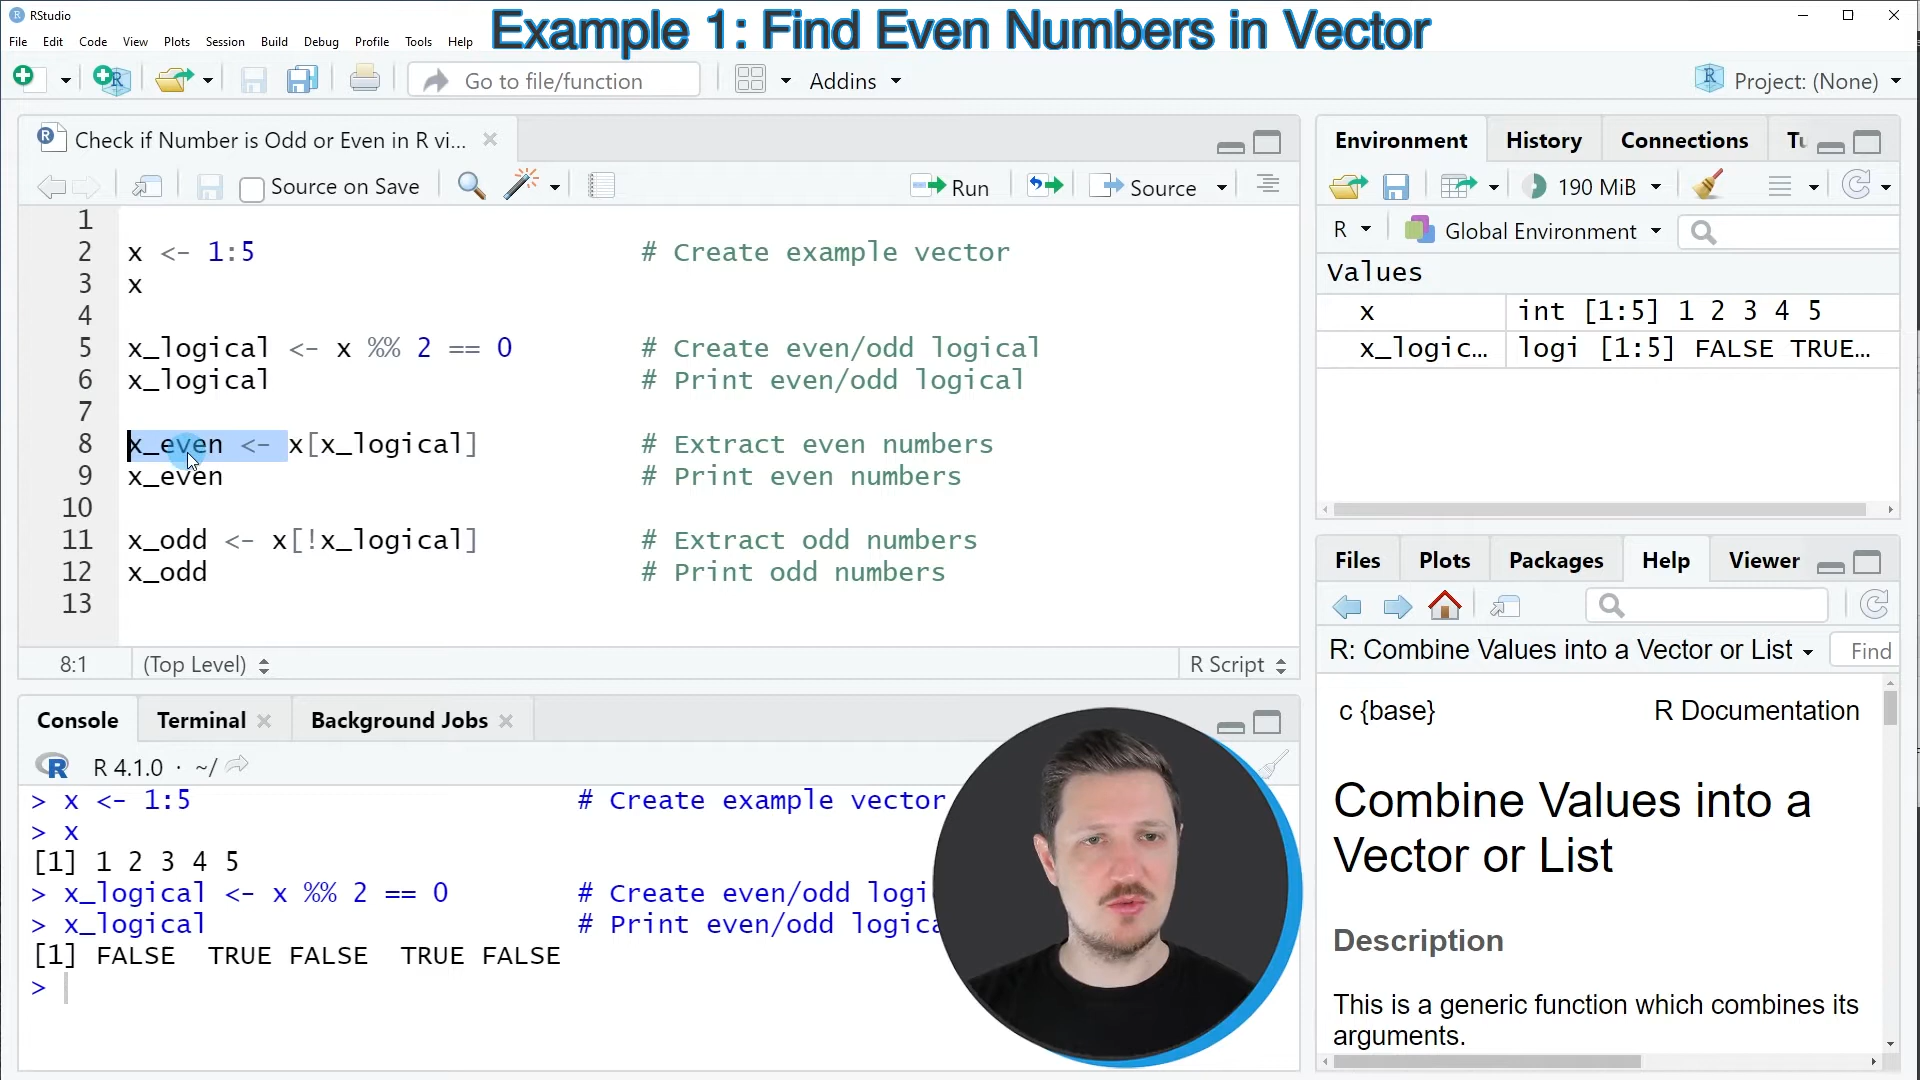 RStudio
Example 1: Find Even Numbers in Vector
File Edit Code View Plots Session Build Debug Profile Tools Help
Go to file/function
Addins
Project: (None)
Check if Number is Odd or Even in R vi...
Source on Save
Run
Source
1
2 x <- 1:5 # Create example vector
3 x
4
5 x_logical <- x %% 2 == 0 # Create even/odd logical
6 x_logical # Print even/odd logical
7
8 x_even <- x[x_logical] # Extract even numbers
9 x_even # Print even numbers
10
11 x_odd <- x[!x_logical] # Extract odd numbers
12 x_odd # Print odd numbers
13
8:1 (Top Level) R Script
Console Terminal Background Jobs
R 4.1.0 · ~/
> x <- 1:5 # Create example vector
> x
[1] 1 2 3 4 5
> x_logical <- x %% 2 == 0 # Create even/odd logi
> x_logical # Print even/odd logica
[1] FALSE TRUE FALSE TRUE FALSE
>
Environment History Connections Tu
190 MiB
R Global Environment
Values
x int [1:5] 1 2 3 4 5
x_logic... logi [1:5] FALSE TRUE...
Files Plots Packages Help Viewer
R: Combine Values into a Vector or List Find
c {base} R Documentation
Combine Values into a
Vector or List
Description
This is a generic function which combines its
arguments.